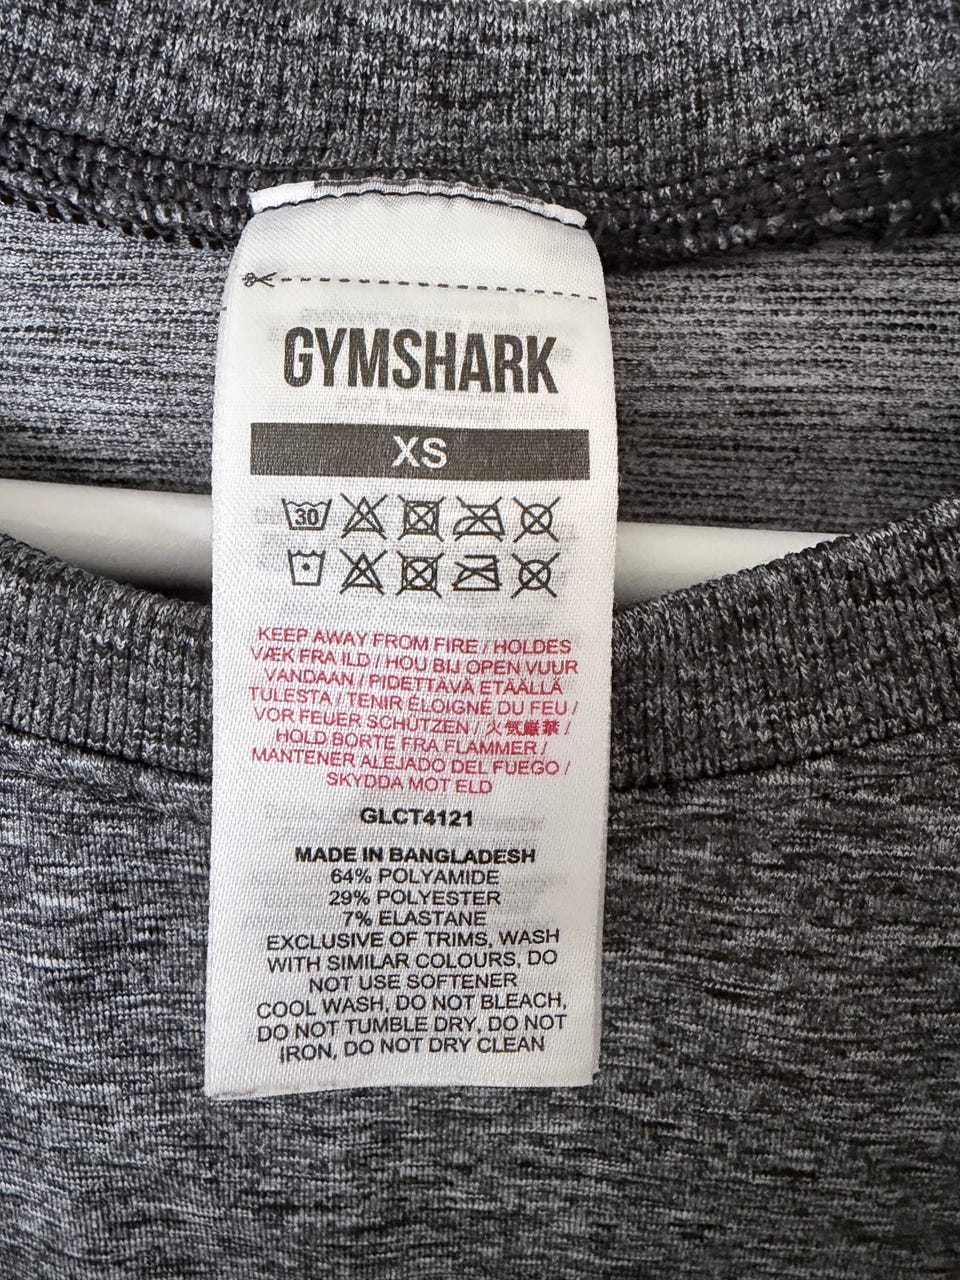 GYMSHARK
XS
30
KEEP AWAY FROM FIRE / HOLDES
VÆK FRA ILD / HOU BIJ OPEN VUUR
VANDAAN / PIDETTÄVÄ ETÄÄLLÄ
TULESTA / TENIR ÉLOIGNÉ DU FEU /
VOR FEUER SCHÜTZEN / 火気厳禁 /
HOLD BORTE FRA FLAMMER /
MANTENER ALEJADO DEL FUEGO /
SKYDDA MOT ELD
GLCT4121
MADE IN BANGLADESH
64% POLYAMIDE
29% POLYESTER
7% ELASTANE
EXCLUSIVE OF TRIMS, WASH
WITH SIMILAR COLOURS, DO
NOT USE SOFTENER
COOL WASH, DO NOT BLEACH,
DO NOT TUMBLE DRY, DO NOT
IRON, DO NOT DRY CLEAN